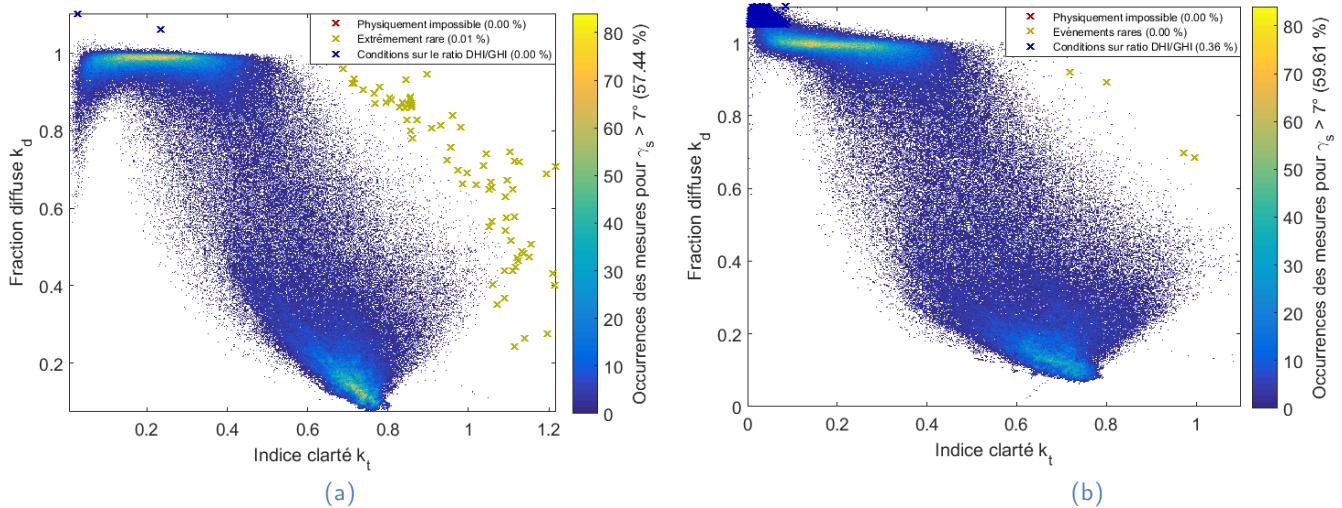 Physiquement impossible (0.00 %)
Extrêmement rare (0.01 %)
Conditions sur le ratio DHI/GHI (0.00 %)
1
0.8
0.6
0.4
0.2
Fraction diffuse k_d
0.2
0.4
0.6
0.8
1
1.2
Indice clarté k_t
80
70
60
50
40
30
20
10
0
Occurrences des mesures pour γ_s > 7° (57.44 %)
(a)
Physiquement impossible (0.00 %)
Evénements rares (0.00 %)
Conditions sur ratio DHI/GHI (0.36 %)
1
0.8
0.6
0.4
0.2
0
Fraction diffuse k_d
0
0.2
0.4
0.6
0.8
1
Indice clarté k_t
80
70
60
50
40
30
20
10
0
Occurrences des mesures pour γ_s > 7° (59.61 %)
(b)